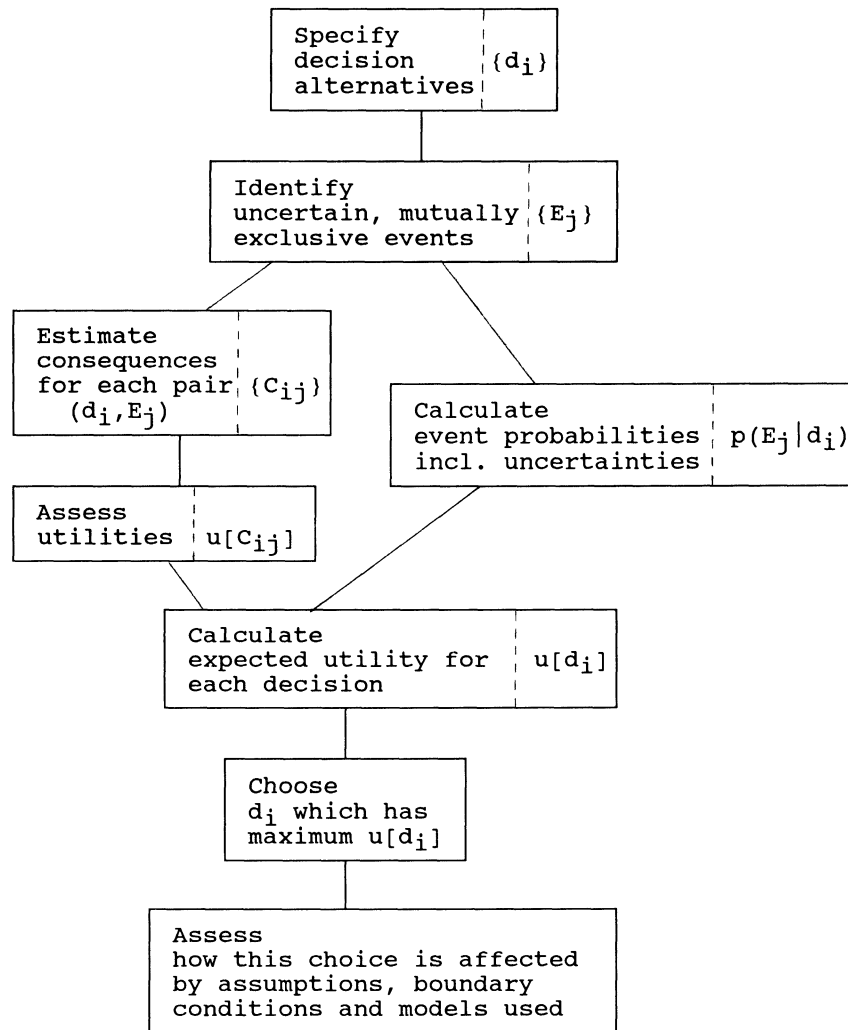 Specify
decision
alternatives
{d_i}
Identify
uncertain, mutually
exclusive events
{E_j}
Estimate
consequences
for each pair
(d_i,E_j)
{C_ij}
Calculate
event probabilities
incl. uncertainties
p(E_j|d_i)
Assess
utilities
u[C_ij]
Calculate
expected utility for
each decision
u[d_i]
Choose
d_i which has
maximum u[d_i]
Assess
how this choice is affected
by assumptions, boundary
conditions and models used